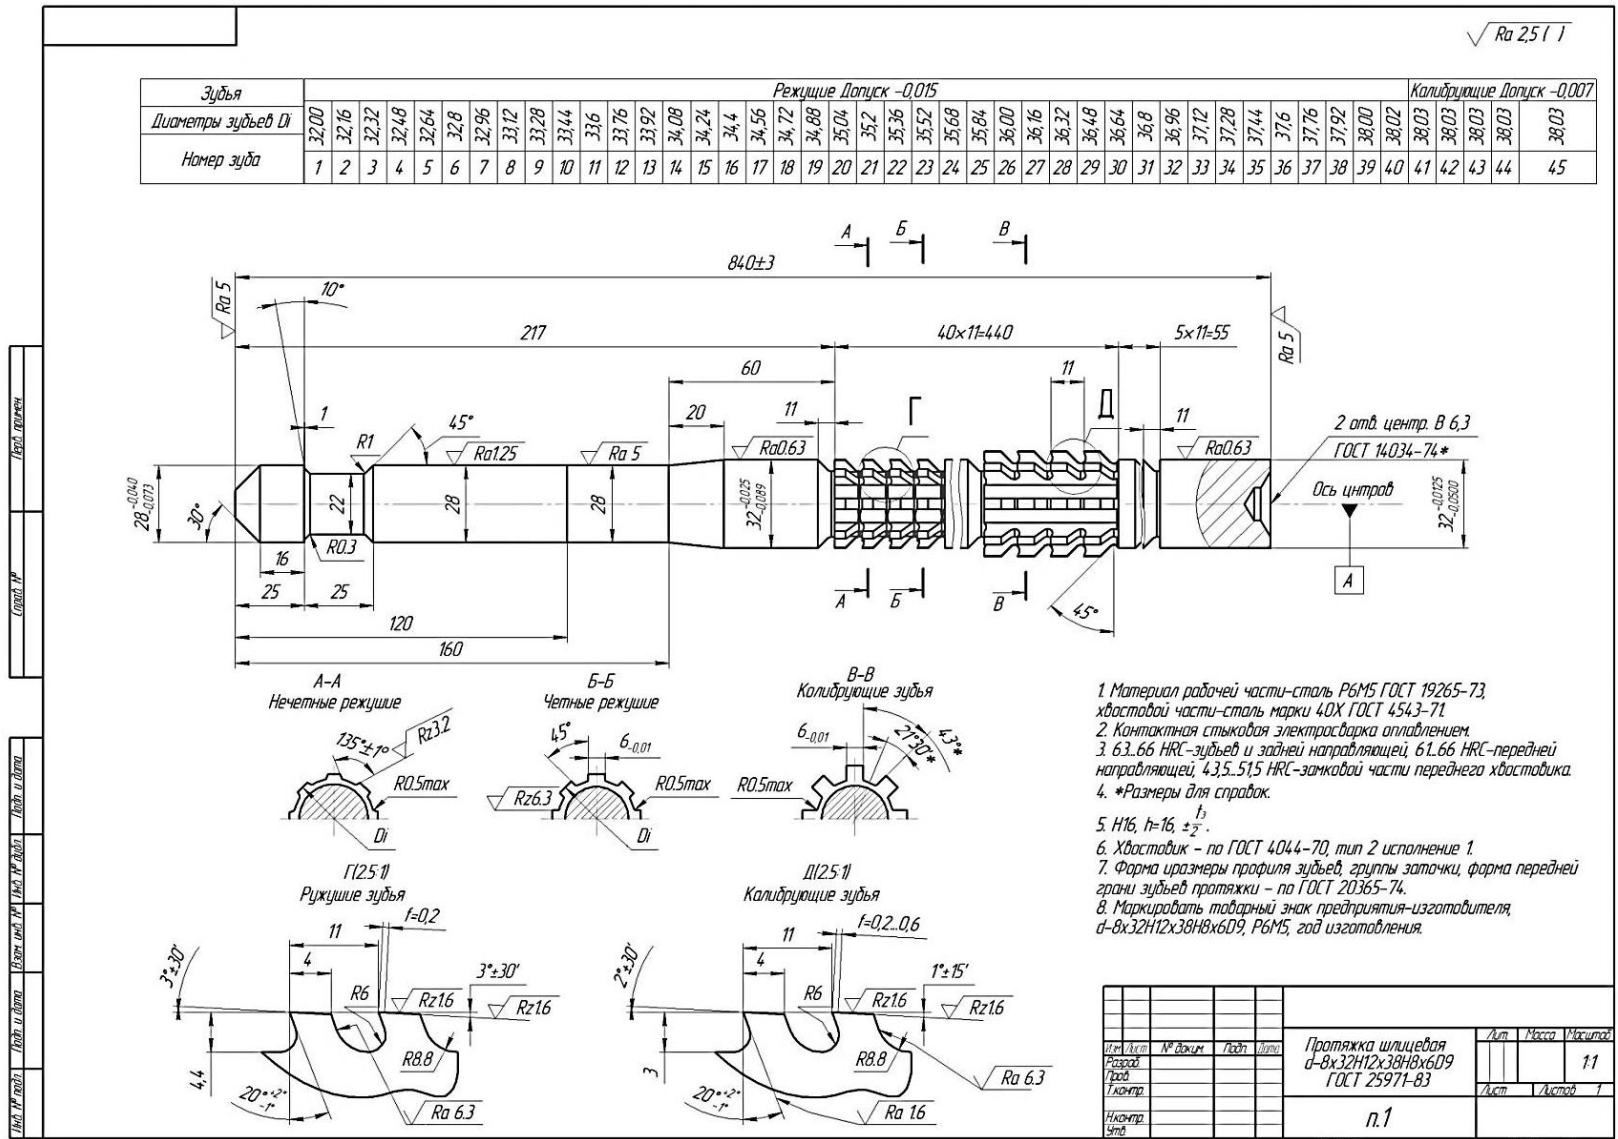 Ra 2,5 ( )
Зубья Режущие Допуск -0,015 Калибрующие Допуск -0,007
Диаметры зубьев Di 32,00 32,16 32,32 32,48 32,64 32,8 32,96 33,12 33,28 33,44 33,6 33,76 33,92 34,08 34,24 34,4 34,56 34,72 34,88 35,04 35,2 35,36 35,52 35,68 35,84 36,00 36,16 36,32 36,48 36,64 36,8 36,96 37,12 37,28 37,44 37,6 37,76 37,92 38,00 38,02 38,03 38,03 38,03 38,03 38,03
Номер зуба 1 2 3 4 5 6 7 8 9 10 11 12 13 14 15 16 17 18 19 20 21 22 23 24 25 26 27 28 29 30 31 32 33 34 35 36 37 38 39 40 41 42 43 44 45
А Б В
840±3
Ra 5
10°
217
40×11=440
5×11=55
Ra 5
60
11
20
11
Г
Д
11
1
R1
45°
Ra1.25
Ra 5
Ra0.63
Ra0.63
2 отв. центр. В 6,3
ГОСТ 14034-74*
Ось цнтров
28-0,040 -0,073
30°
22
28
28
32-0,025 -0,089
32-0,0125 -0,0500
R0.3
16
25
25
А Б В
45°
А
120
160
А-А
Нечетные режушие
135°±1°
Rz3.2
R0.5max
Di
Б-Б
Четные режушие
45°
6-0,01
Rz6.3
R0.5max
Di
В-В
Колибрующие зубья
6-0,01
21°30'*
43°*
R0.5max
1. Материал рабочей части-сталь Р6М5 ГОСТ 19265-73,
хвостовой части-сталь марки 40Х ГОСТ 4543-71.
2. Контактная стыковая электросварка оплавлением.
3. 63..66 HRC-зубьев и задней направляющей, 61..66 HRC-передней
направляющей, 43,5...51,5 HRC-замковой части переднего хвостовика.
4. *Размеры для справок.
5. Н16, h=16, ±t₃/2.
6. Хвостовик - по ГОСТ 4044-70, тип 2 исполнение 1.
7. Форма иразмеры профиля зубьев, группы заточки, форма передней
грани зубьев протяжки - по ГОСТ 20365-74.
8. Маркировать товарный знак предприятия-изготовителя,
d-8х32Н12х38Н8х6D9, Р6М5, год изготовления.
Г(2.5:1)
Ружушие зубья
f=0,2
11
4
3°±30'
3°±30'
R6
Rz1.6
Rz1.6
R8.8
4,4
20°+2° -1°
Ra 6.3
Д(2.5:1)
Калибрующие зубья
f=0,2...0,6
11
4
2°±30'
1°±15'
R6
Rz1.6
Rz1.6
R8.8
3
20°+2° -1°
Ra 6.3
Ra 1.6
Перв. примен.
Справ. №
Подп. и дата
Инв. № дубл.
Взам. инв. №
Подп. и дата
Инв. № подл.
Изм. Лист № докум. Подп. Дата
Разраб.
Пров.
Т.контр.
Н.контр.
Утв.
Протяжка шлицевая
d-8х32Н12х38Н8х6D9
ГОСТ 25971-83
п.1
Лит. Масса Масштаб
1:1
Лист Листов 1